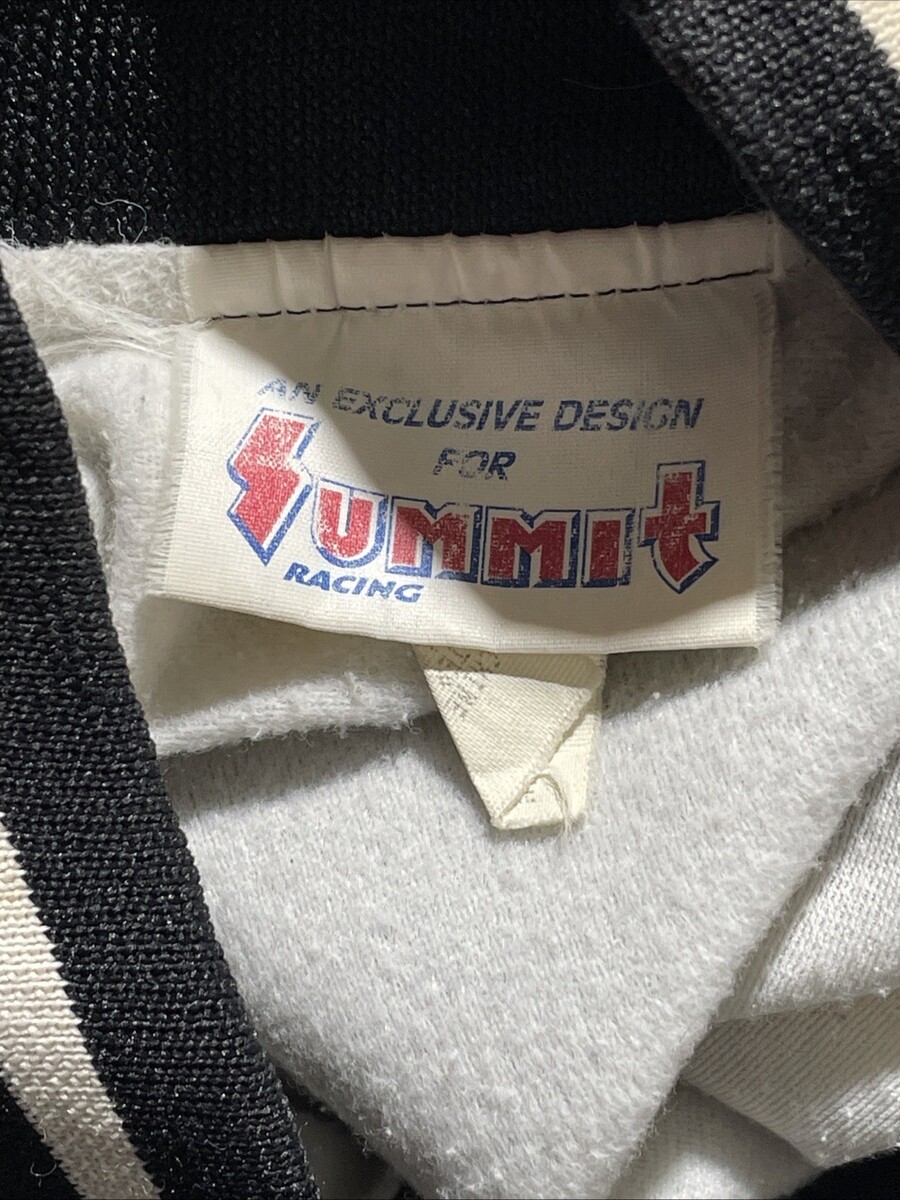 AN EXCLUSIVE DESIGN
FOR
SUMMIT
RACING